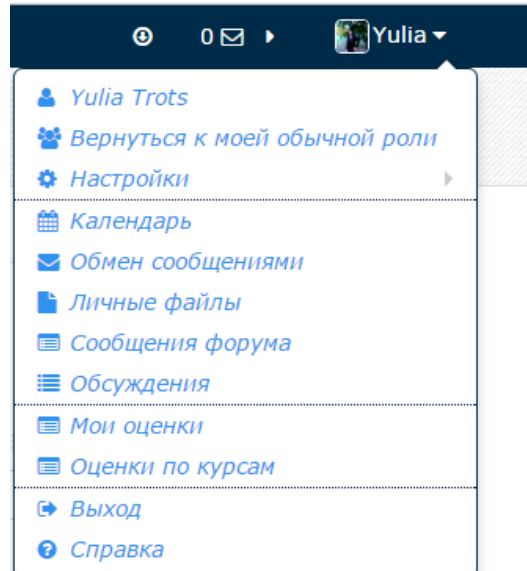 0
Yulia
Yulia Trots
Вернуться к моей обычной роли
Настройки
Календарь
Обмен сообщениями
Личные файлы
Сообщения форума
Обсуждения
Мои оценки
Оценки по курсам
Выход
Справка